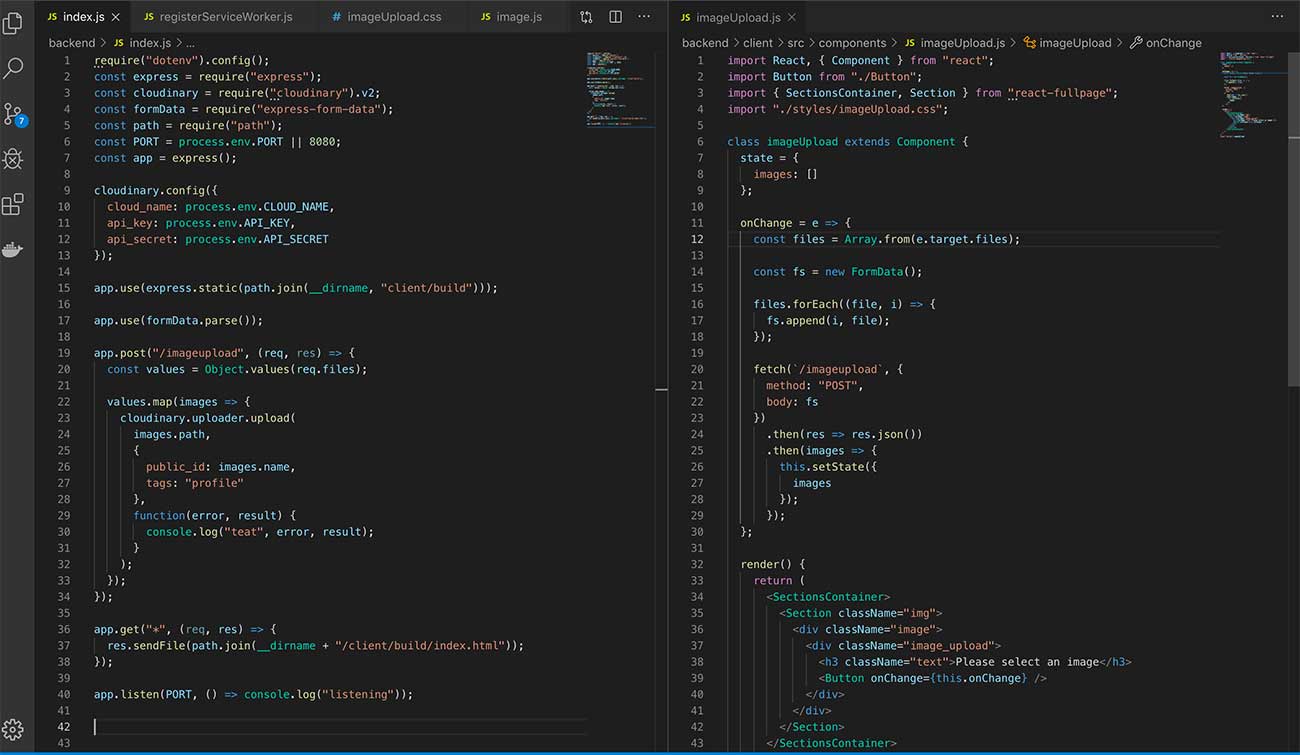 index.js
registerServiceWorker.js
imageUpload.css
image.js
backend > index.js > ...
1 require("dotenv").config();
2 const express = require("express");
3 const cloudinary = require("cloudinary").v2;
4 const formData = require("express-form-data");
5 const path = require("path");
6 const PORT = process.env.PORT || 8080;
7 const app = express();
8
9 cloudinary.config({
10 cloud_name: process.env.CLOUD_NAME,
11 api_key: process.env.API_KEY,
12 api_secret: process.env.API_SECRET
13 });
14
15 app.use(express.static(path.join(__dirname, "client/build")));
16
17 app.use(formData.parse());
18
19 app.post("/imageupload", (req, res) => {
20 const values = Object.values(req.files);
21
22 values.map(images => {
23 cloudinary.uploader.upload(
24 images.path,
25 {
26 public_id: images.name,
27 tags: "profile"
28 },
29 function(error, result) {
30 console.log("teat", error, result);
31 }
32 );
33 });
34 });
35
36 app.get("*", (req, res) => {
37 res.sendFile(path.join(__dirname + "/client/build/index.html"));
38 });
39
40 app.listen(PORT, () => console.log("listening"));
41
42
43
7
JS imageUpload.js
backend > client > src > components > JS imageUpload.js > imageUpload > onChange
1 import React, { Component } from "react";
2 import Button from "./Button";
3 import { SectionsContainer, Section } from "react-fullpage";
4 import "./styles/imageUpload.css";
5
6 class imageUpload extends Component {
7 state = {
8 images: []
9 };
10
11 onChange = e => {
12 const files = Array.from(e.target.files);
13
14 const fs = new FormData();
15
16 files.forEach((file, i) => {
17 fs.append(i, file);
18 });
19
20 fetch(`/imageupload`, {
21 method: "POST",
22 body: fs
23 })
24 .then(res => res.json())
25 .then(images => {
26 this.setState({
27 images
28 });
29 });
30 };
31
32 render() {
33 return (
34 <SectionsContainer>
35 <Section className="img">
36 <div className="image">
37 <div className="image_upload">
38 <h3 className="text">Please select an image</h3>
39 <Button onChange={this.onChange} />
40 </div>
41 </div>
42 </Section>
43 </SectionsContainer>